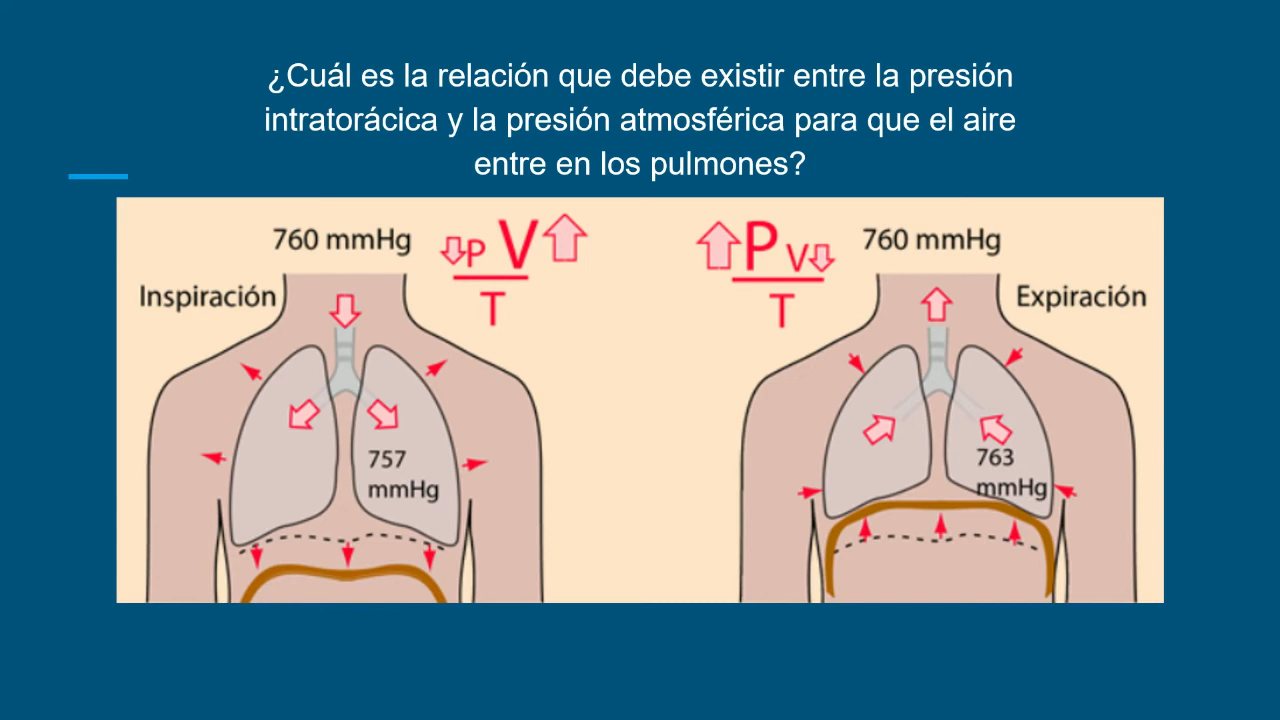 ¿Cuál es la relación que debe existir entre la presión
intratorácica y la presión atmosférica para que el aire
entre en los pulmones?
760 mmHg
P V
T
Inspiración
757
mmHg
P V
T
760 mmHg
Expiración
763
mmHg